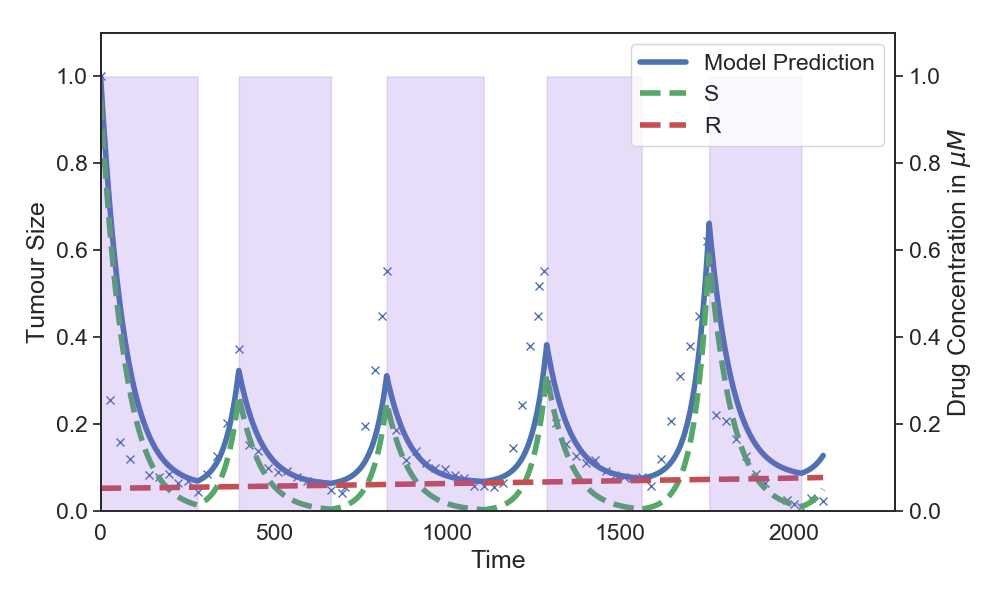 Model Prediction
S
R
1.0
0.8
0.6
0.4
0.2
0.0
Tumour Size
1.0
0.8
0.6
0.4
0.2
0.0
Drug Concentration in μM
0
500
1000
1500
2000
Time